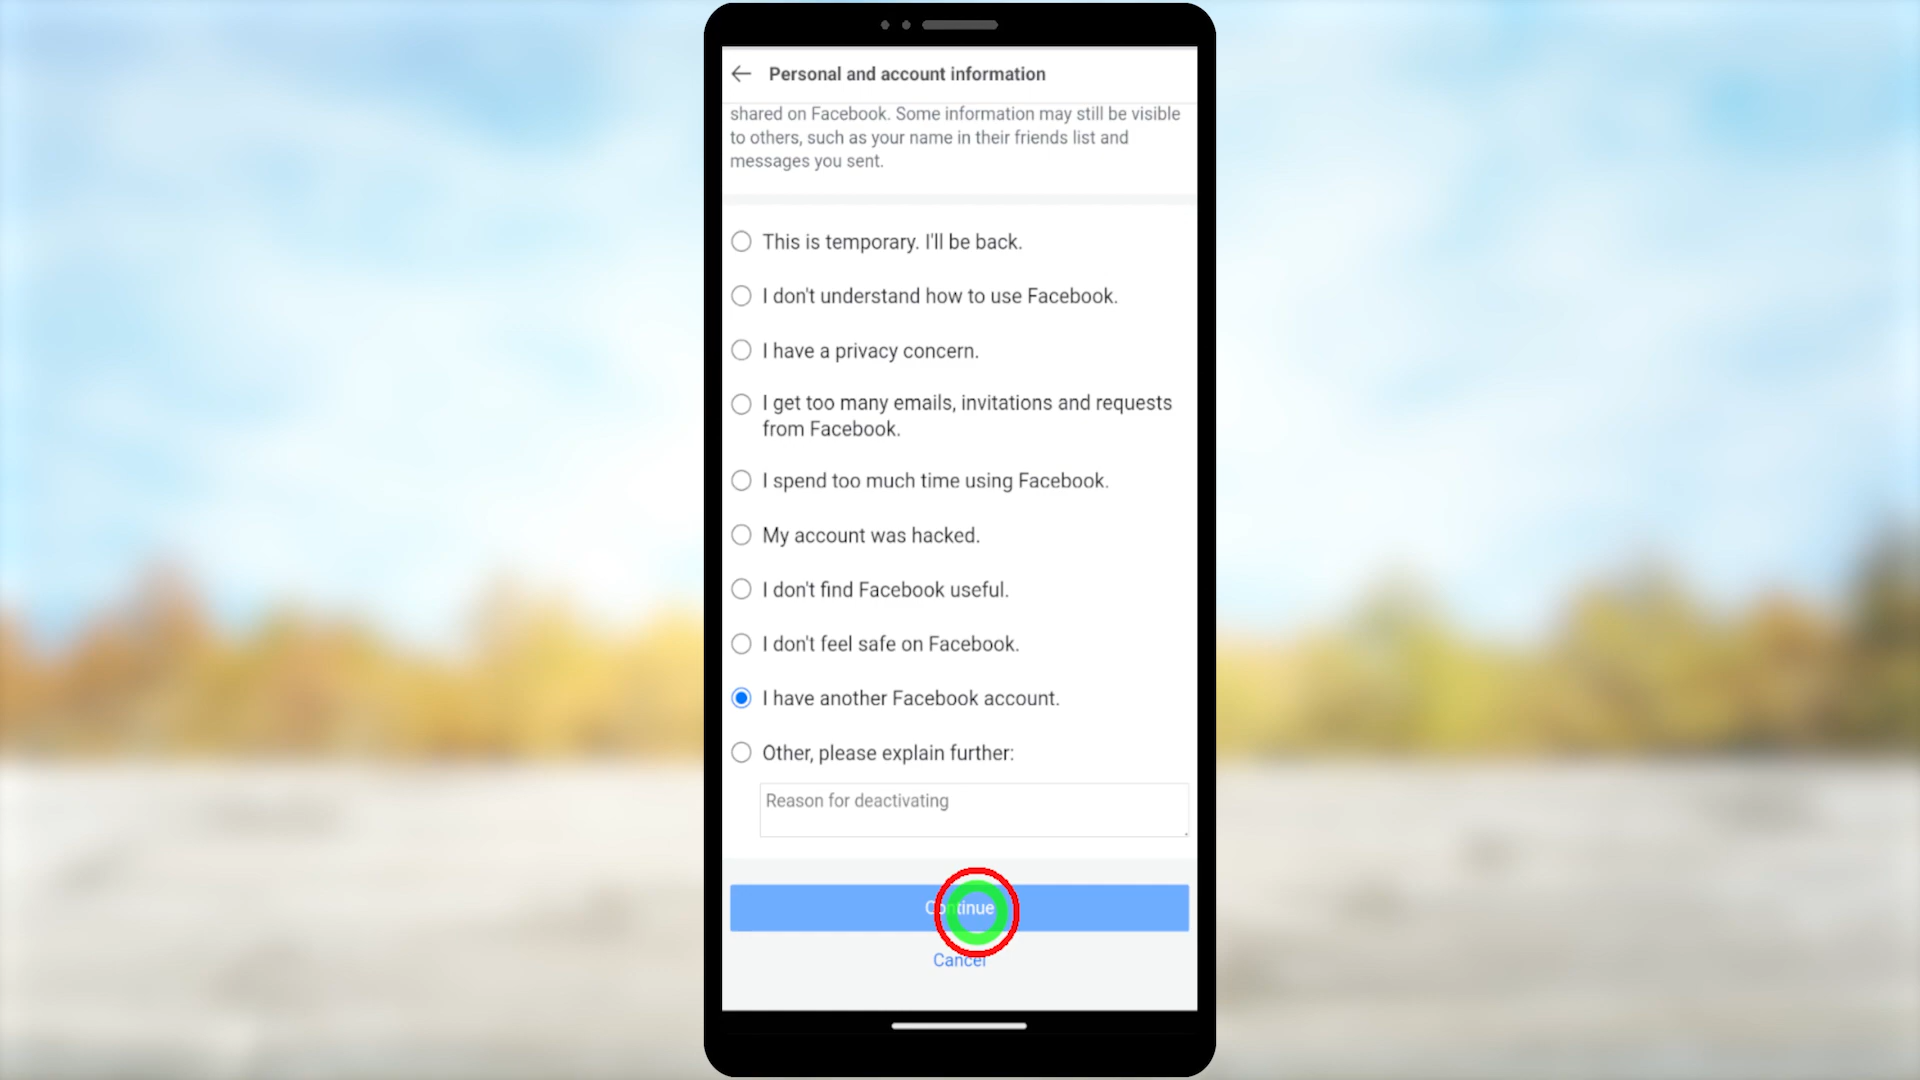 Personal and account information
shared on Facebook. Some information may still be visible
to others, such as your name in their friends list and
messages you sent.
This is temporary. I'll be back.
I don't understand how to use Facebook.
I have a privacy concern.
I get too many emails, invitations and requests
from Facebook.
I spend too much time using Facebook.
My account was hacked.
I don't find Facebook useful.
I don't feel safe on Facebook.
I have another Facebook account.
Other, please explain further:
Reason for deactivating
Continue
Cancel